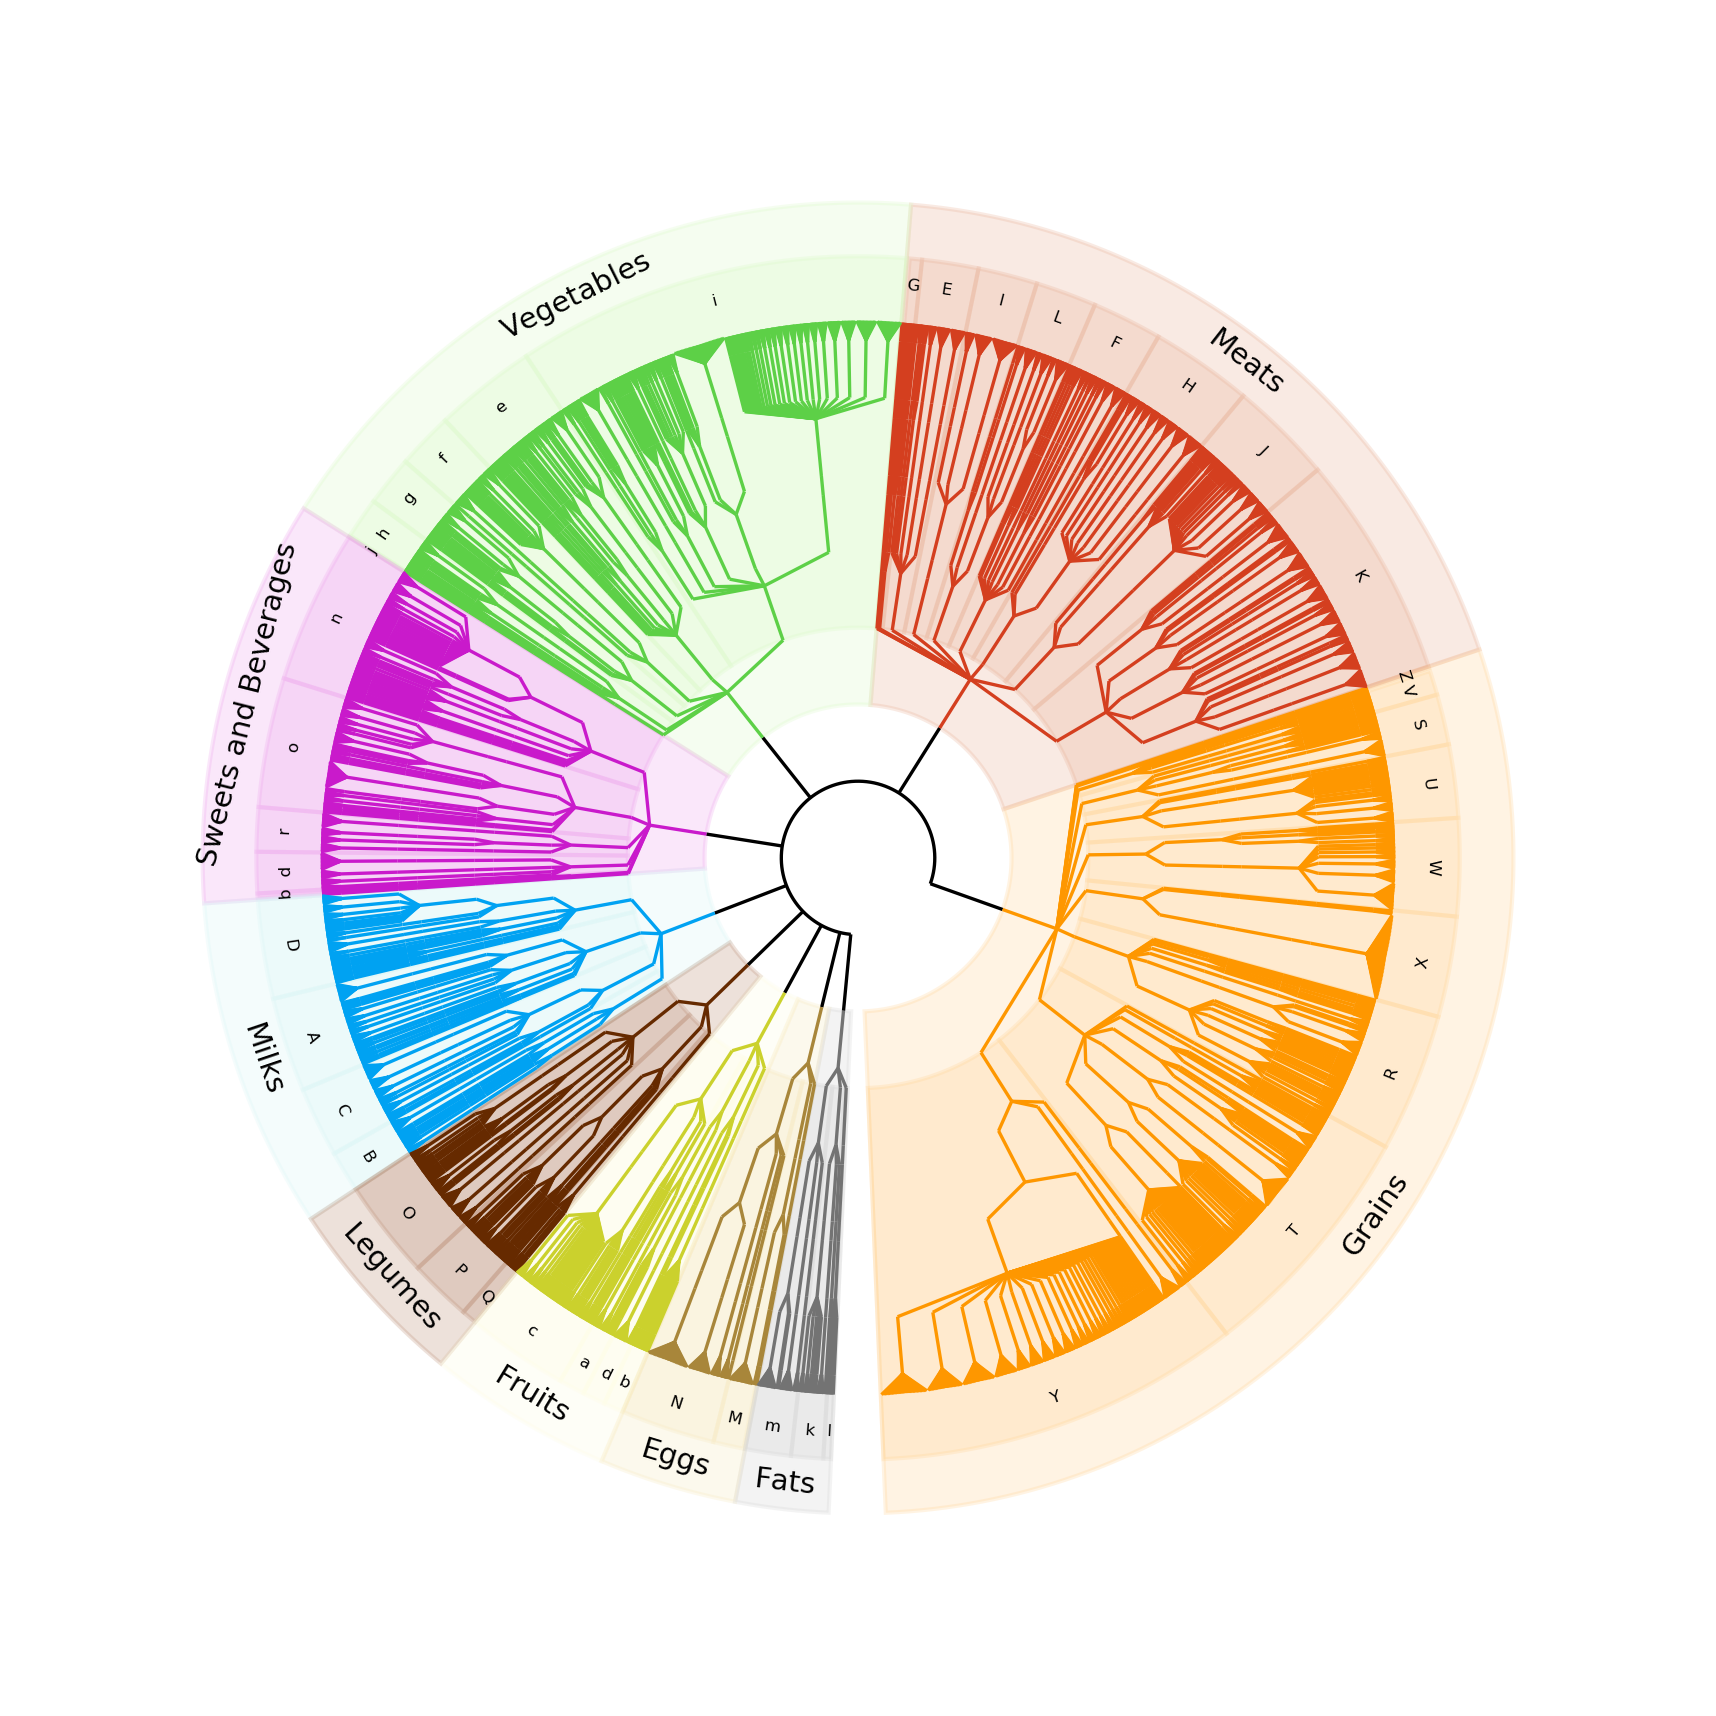 Vegetables
i
e
f
g
h
j
Meats
G
E
I
L
F
H
J
K
Grains
Z
V
S
U
W
X
R
T
Y
Fats
l
k
m
Eggs
M
N
Fruits
b
d
a
c
Legumes
Q
P
O
Milks
B
C
A
D
Sweets and Beverages
r
o
n